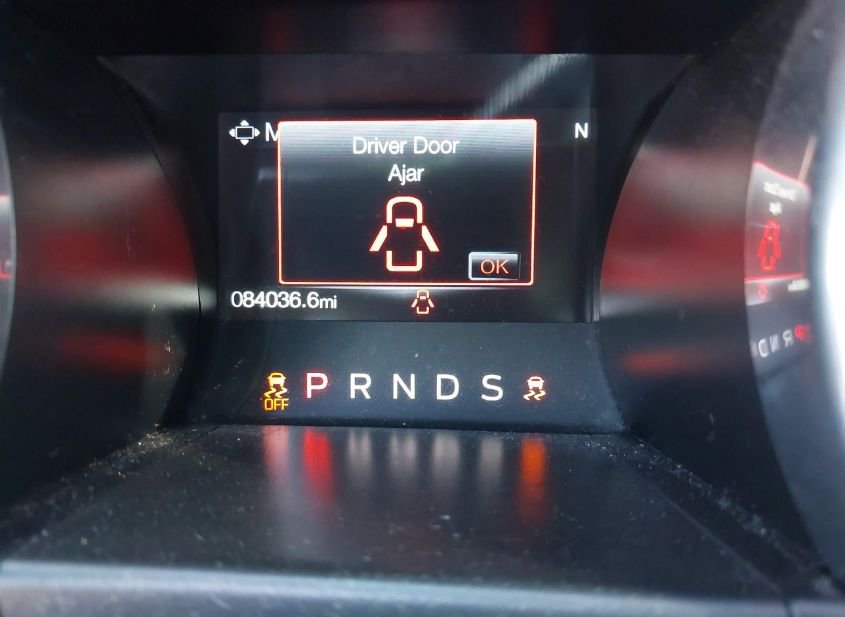 M
Driver Door
Ajar
N
OK
084036.6mi
OFF
P R N D S